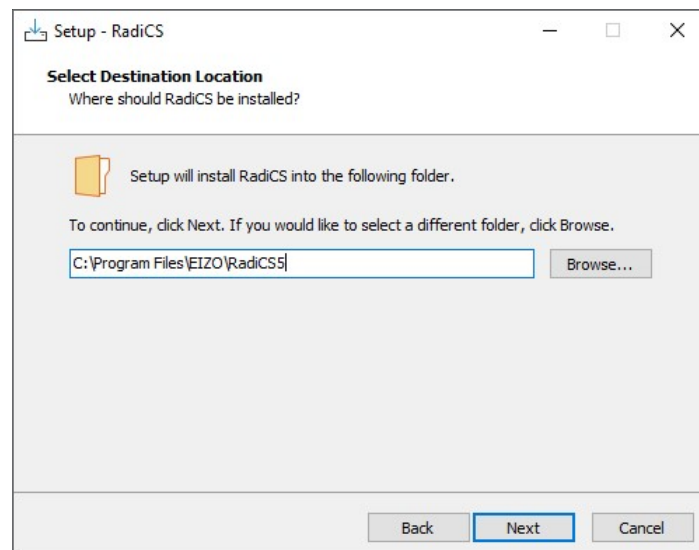 Setup - RadiCS
Select Destination Location
Where should RadiCS be installed?
Setup will install RadiCS into the following folder.
To continue, click Next. If you would like to select a different folder, click Browse.
C:\Program Files\EIZO\RadiCS5
Browse...
Back
Next
Cancel